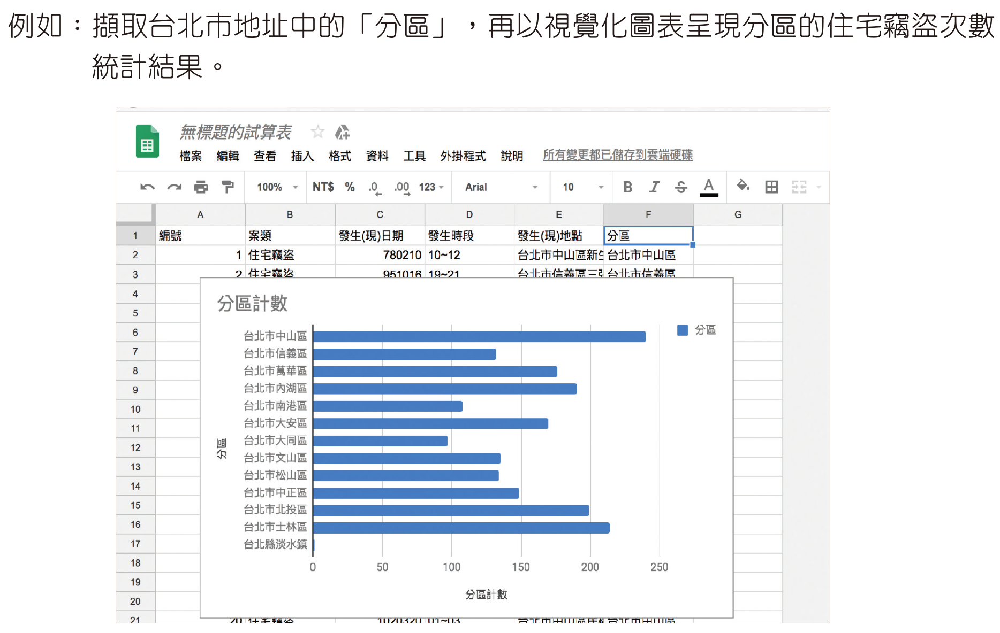 例如：擷取台北市地址中的「分區」，再以視覺化圖表呈現分區的住宅竊盜次數
統計結果。
無標題的試算表
檔案 編輯 查看 插入 格式 資料 工具 外掛程式 說明 所有變更都已儲存到雲端硬碟
100% NT$ % .0 .00 123 Arial 10 B I S A
A B C D E F G
1 編號 案類 發生(現)日期 發生時段 發生(現)地點 分區
2 1 住宅竊盜 780210 10~12 台北市中山區新生 台北市中山區
3 2 住宅竊盜 951016 19~21 台北市信義區三張 台北市信義區
4
5
6
7
8
9
10
11
12
13
14
15
16
17
18
19
20
21 20 住宅竊盜 1020320 01~03 台北市中山區民權 台北市中山區
分區計數
分區
台北市中山區
台北市信義區
台北市萬華區
台北市內湖區
台北市南港區
台北市大安區
台北市大同區
台北市文山區
台北市松山區
台北市中正區
台北市北投區
台北市士林區
台北縣淡水鎮
分區
0 50 100 150 200 250
分區計數